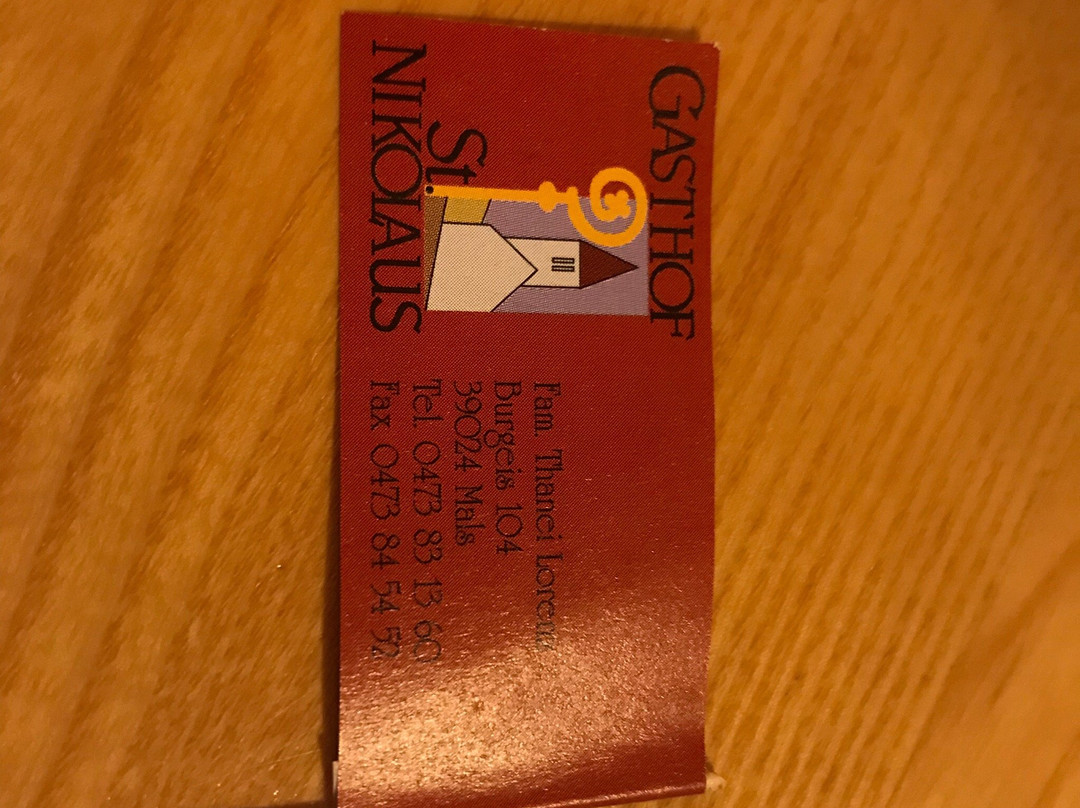 GASTHOF
St.
NIKOLAUS
Fam. Thanei Lorenz
Burgeis 104
39024 Mals
Tel. 0473 83 13 60
Fax 0473 84 54 52